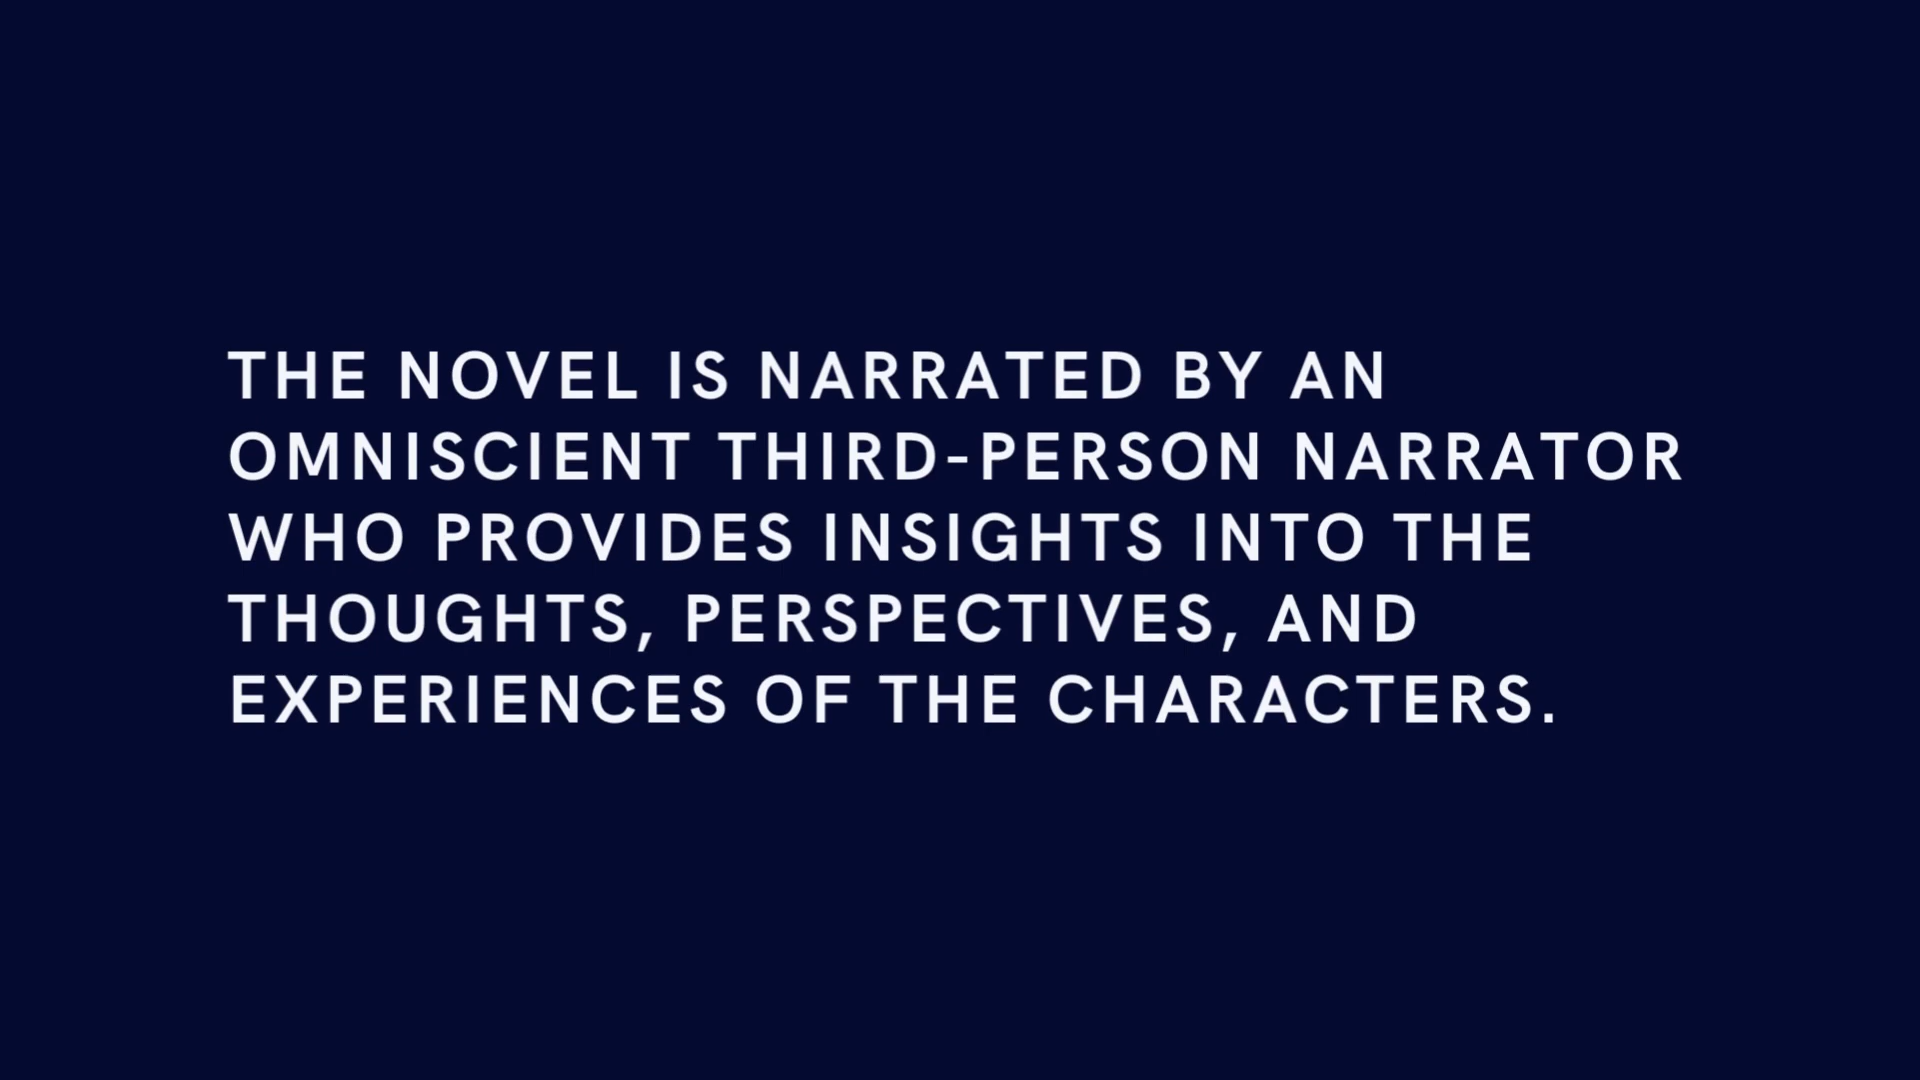 THE NOVEL IS NARRATED BY AN
OMNISCIENT THIRD-PERSON NARRATOR
WHO PROVIDES INSIGHTS INTO THE
THOUGHTS, PERSPECTIVES, AND
EXPERIENCES OF THE CHARACTERS.